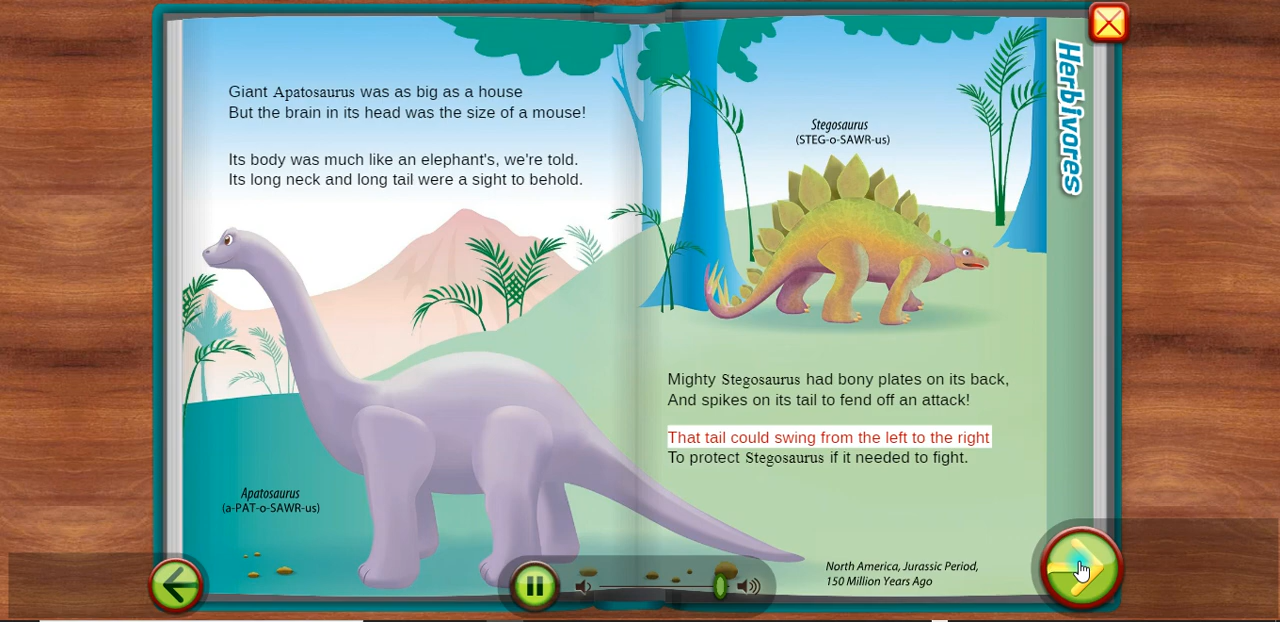 Giant Apatosaurus was as big as a house
But the brain in its head was the size of a mouse!
Its body was much like an elephant's, we're told.
Its long neck and long tail were a sight to behold.
Apatosaurus
(a-PAT-o-SAWR-us)
Stegosaurus
(STEG-o-SAWR-us)
Mighty Stegosaurus had bony plates on its back,
And spikes on its tail to fend off an attack!
That tail could swing from the left to the right
To protect Stegosaurus if it needed to fight.
North America, Jurassic Period,
150 Million Years Ago
Herbivores